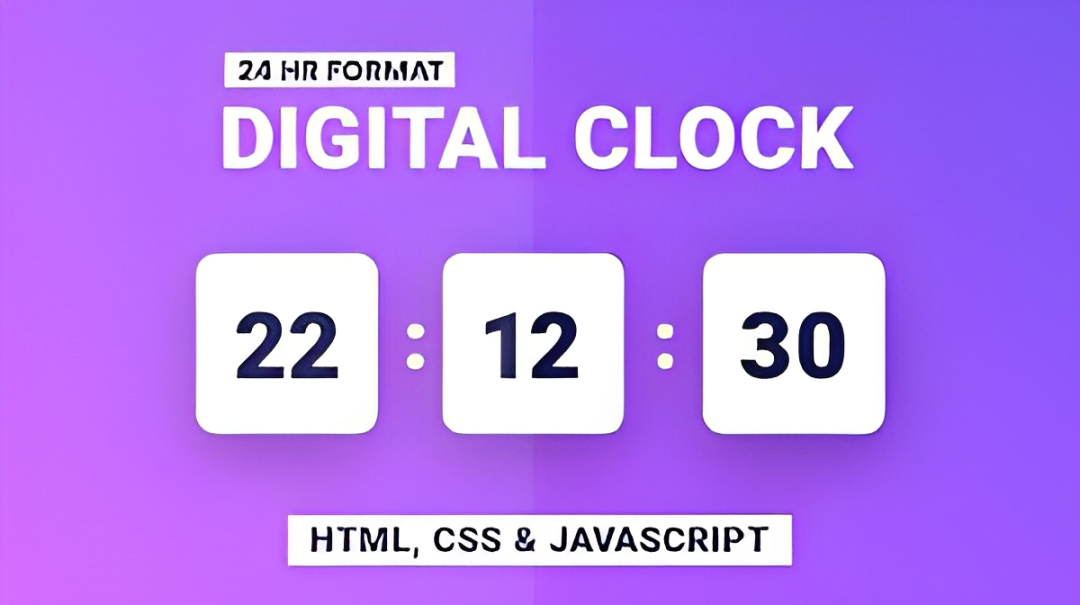 24 HR FORMAT
DIGITAL CLOCK
22 : 12 : 30
HTML, CSS & JAVASCRIPT